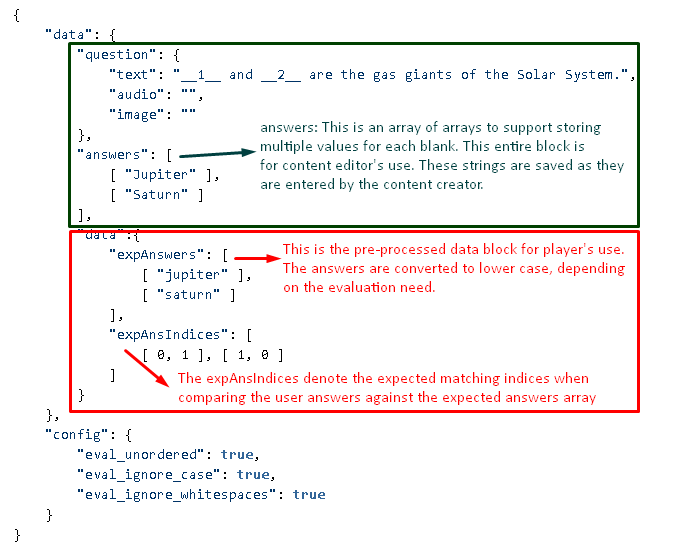 {
"data": {
"question": {
"text": "__1__ and __2__ are the gas giants of the Solar System.",
"audio": "",
"image": ""
},
answers: This is an array of arrays to support storing
multiple values for each blank. This entire block is
for content editor's use. These strings are saved as they
are entered by the content creator.
"answers": [
[ "Jupiter" ],
[ "Saturn" ]
],
"data":{
"expAnswers": [
[ "jupiter" ],
[ "saturn" ]
],
This is the pre-processed data block for player's use.
The answers are converted to lower case, depending
on the evaluation need.
"expAnsIndices": [
[ 0, 1 ], [ 1, 0 ]
]
The expAnsIndices denote the expected matching indices when
comparing the user answers against the expected answers array
}
},
"config": {
"eval_unordered": true,
"eval_ignore_case": true,
"eval_ignore_whitespaces": true
}
}